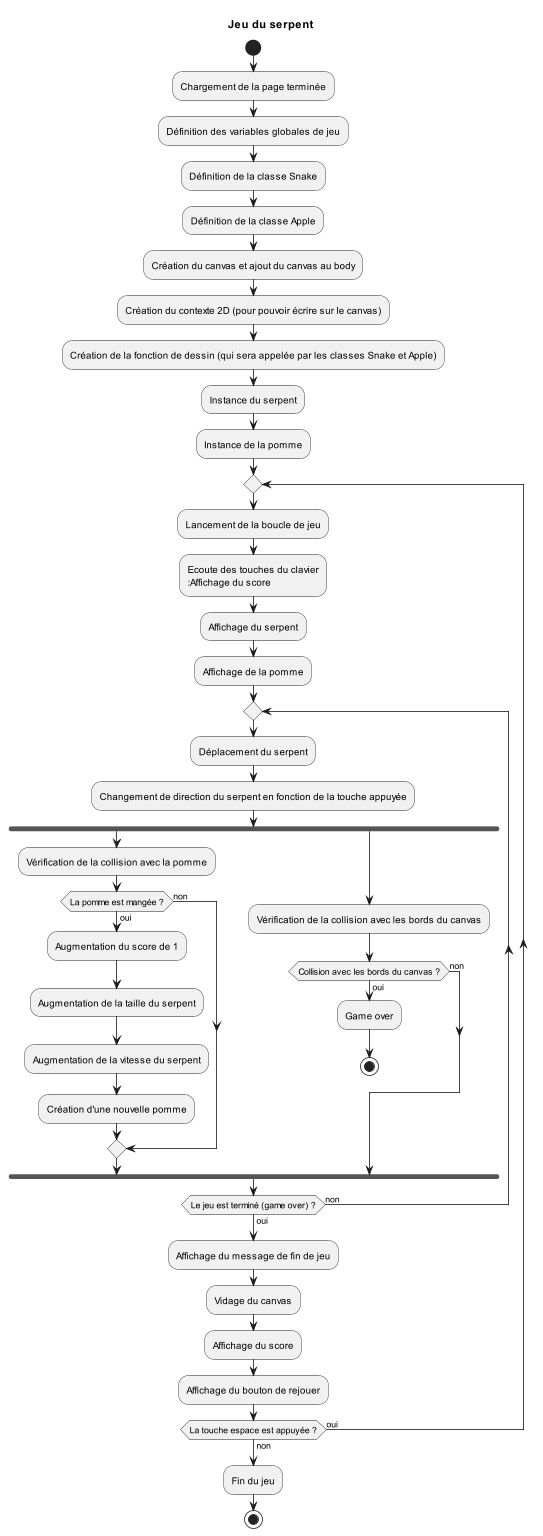 Jeu du serpent
Chargement de la page terminée
Définition des variables globales de jeu
Définition de la classe Snake
Définition de la classe Apple
Création du canvas et ajout du canvas au body
Création du contexte 2D (pour pouvoir écrire sur le canvas)
Création de la fonction de dessin (qui sera appelée par les classes Snake et Apple)
Instance du serpent
Instance de la pomme
Lancement de la boucle de jeu
Ecoute des touches du clavier
:Affichage du score
Affichage du serpent
Affichage de la pomme
Déplacement du serpent
Changement de direction du serpent en fonction de la touche appuyée
Vérification de la collision avec la pomme
La pomme est mangée ?
non
oui
Augmentation du score de 1
Augmentation de la taille du serpent
Augmentation de la vitesse du serpent
Création d'une nouvelle pomme
Vérification de la collision avec les bords du canvas
Collision avec les bords du canvas ?
non
oui
Game over
Le jeu est terminé (game over) ?
non
oui
Affichage du message de fin de jeu
Vidage du canvas
Affichage du score
Affichage du bouton de rejouer
La touche espace est appuyée ?
oui
non
Fin du jeu